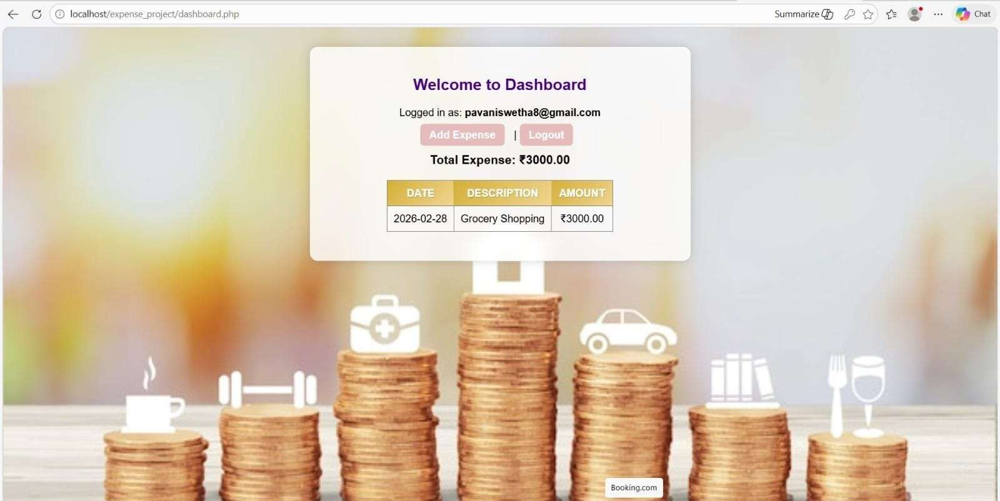 localhost/expense_project/dashboard.php
Summarize
Chat
Welcome to Dashboard
Logged in as: pavaniswetha8@gmail.com
Add Expense | Logout
Total Expense: ₹3000.00
DATE DESCRIPTION AMOUNT
2026-02-28 Grocery Shopping ₹3000.00
Booking.com